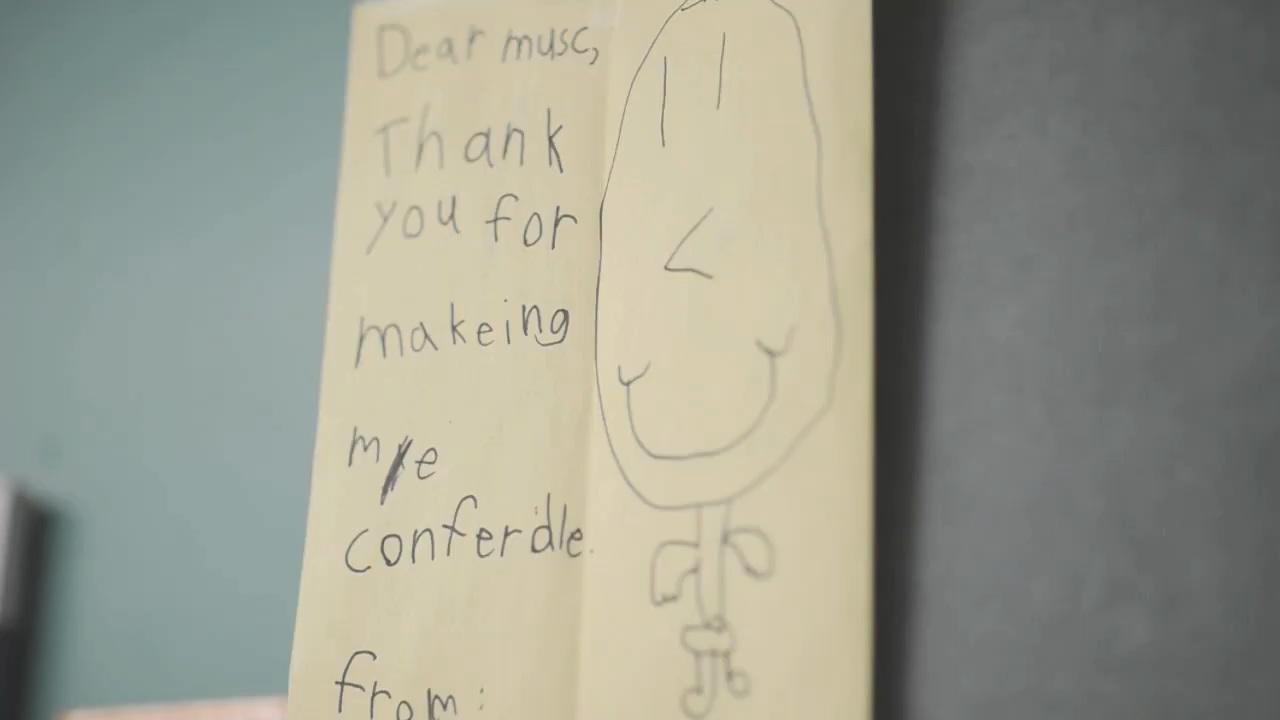 Dear musc,
Thank
you for
makeing
me
conferdle.
from: